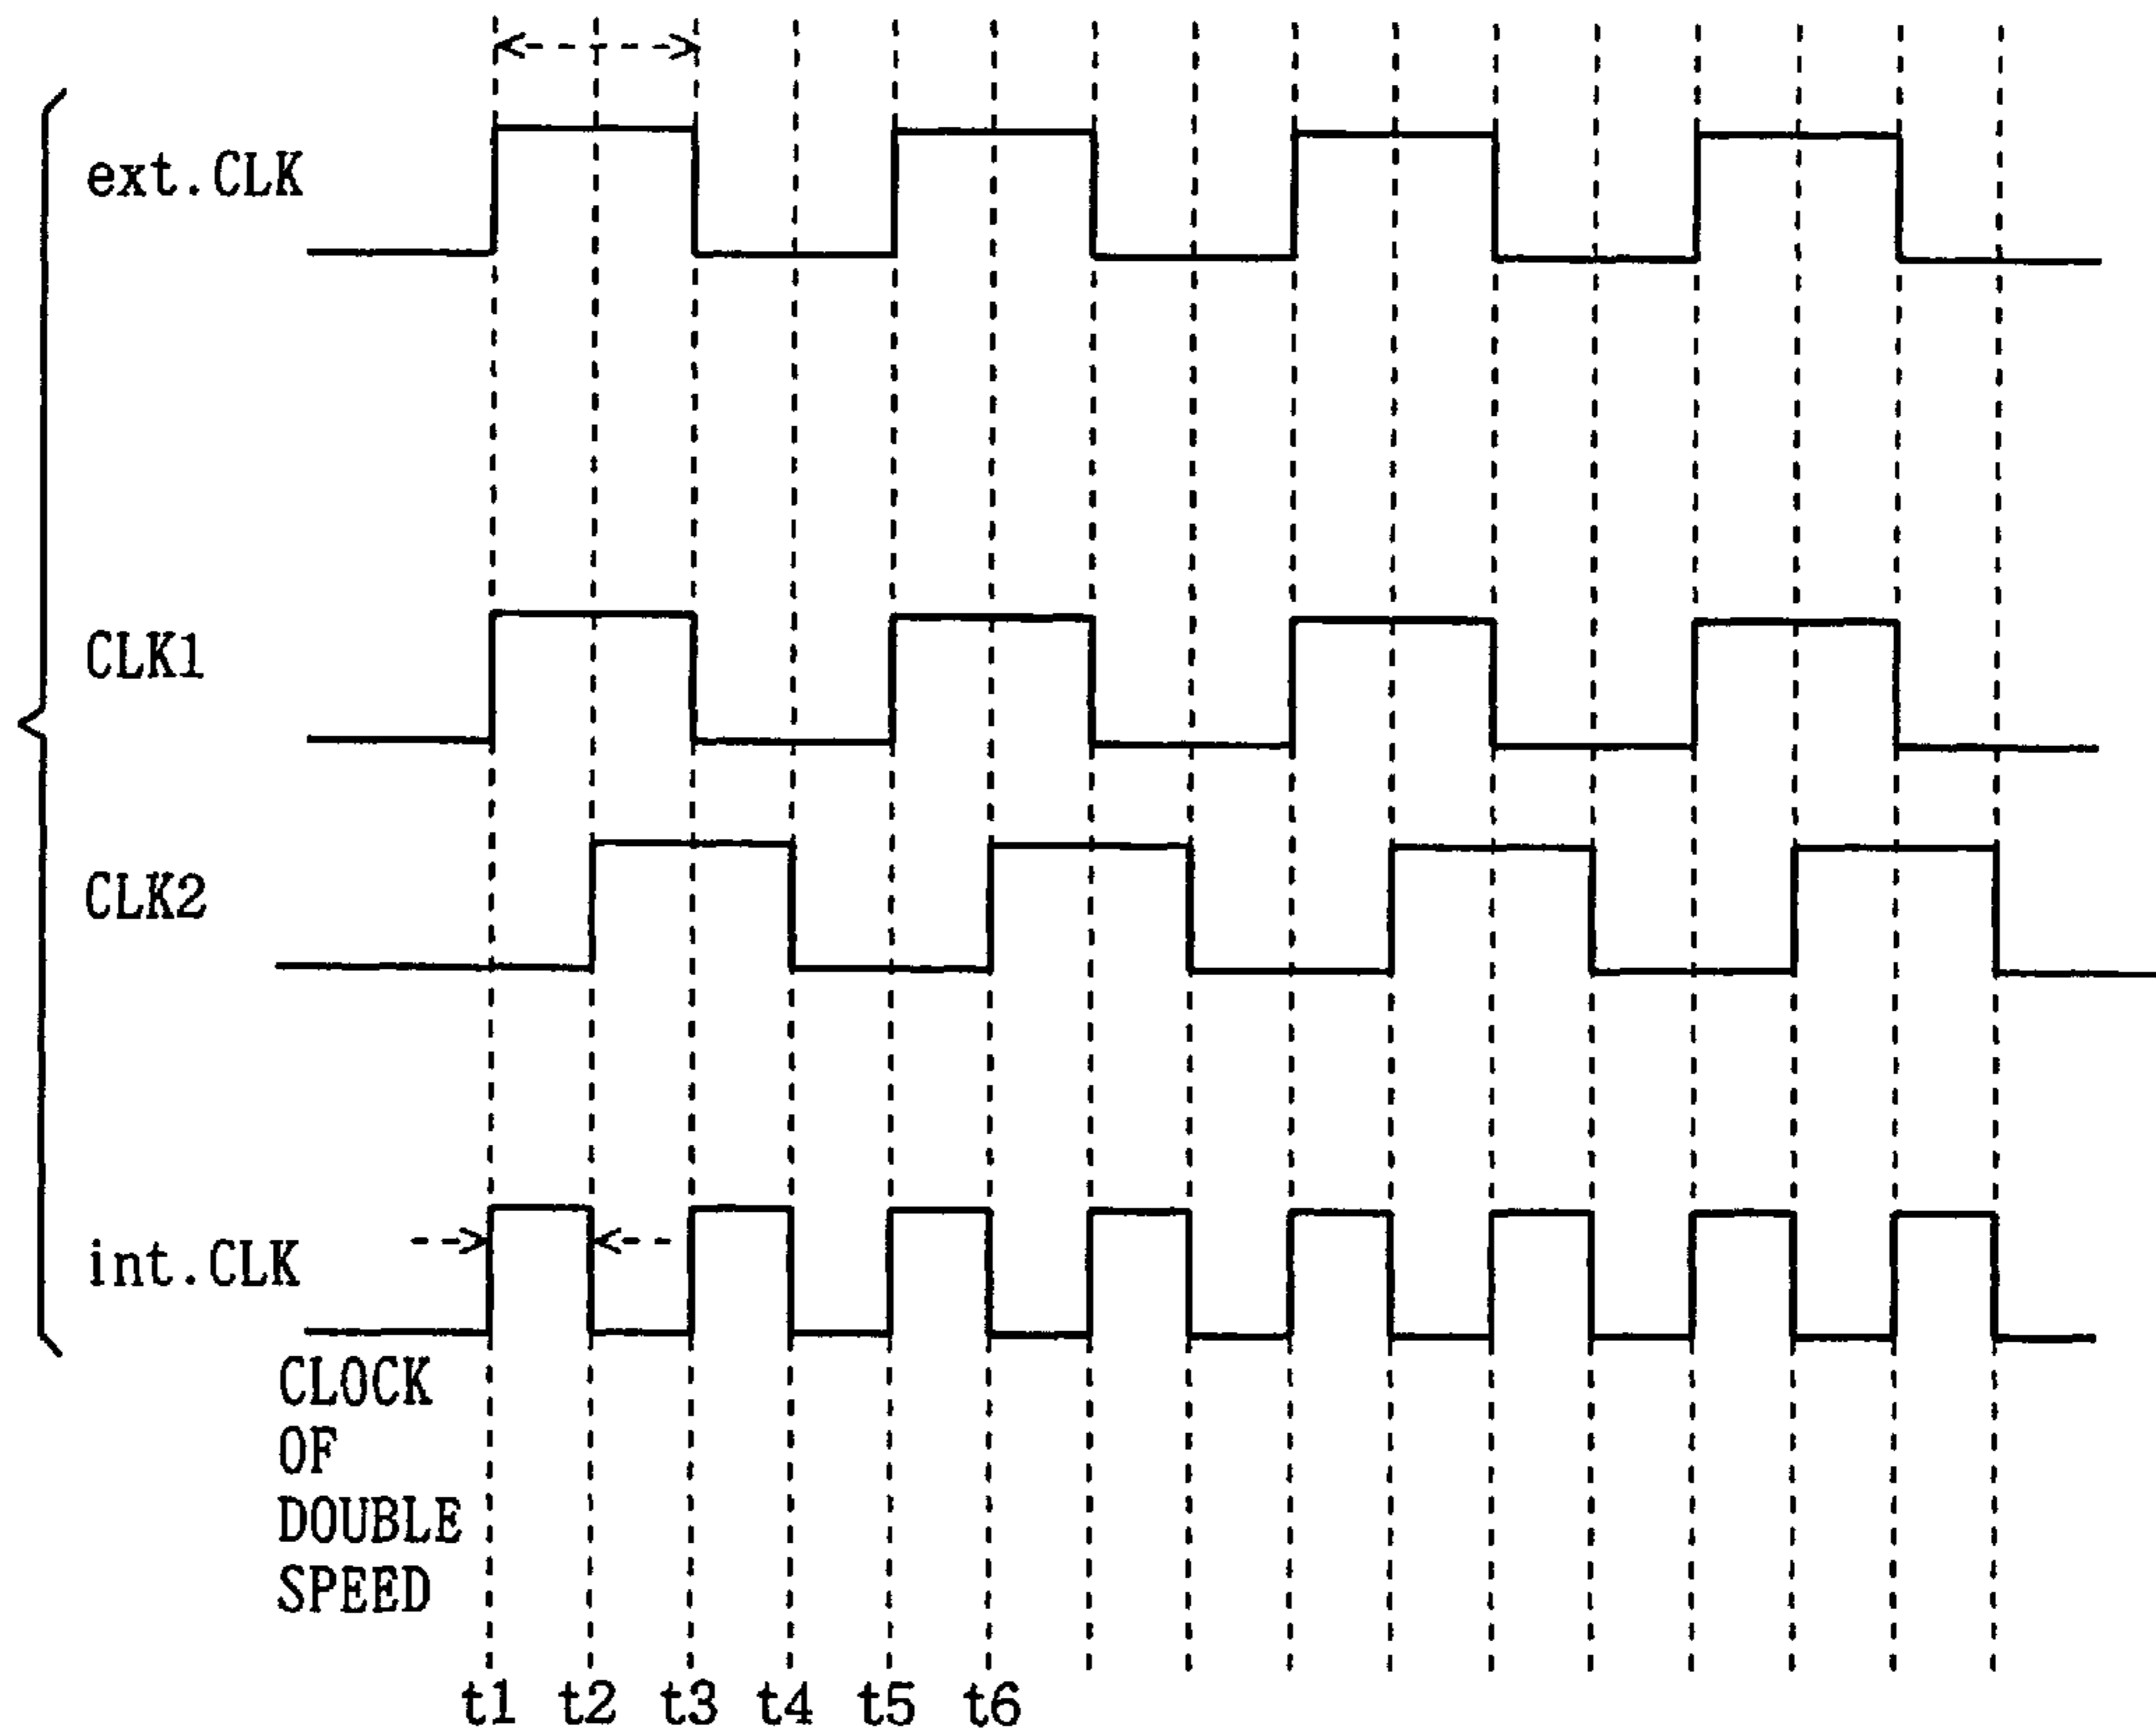 ext.CLK
CLK1
CLK2
int.CLK
CLOCK
OF
DOUBLE
SPEED
t1 t2 t3 t4 t5 t6